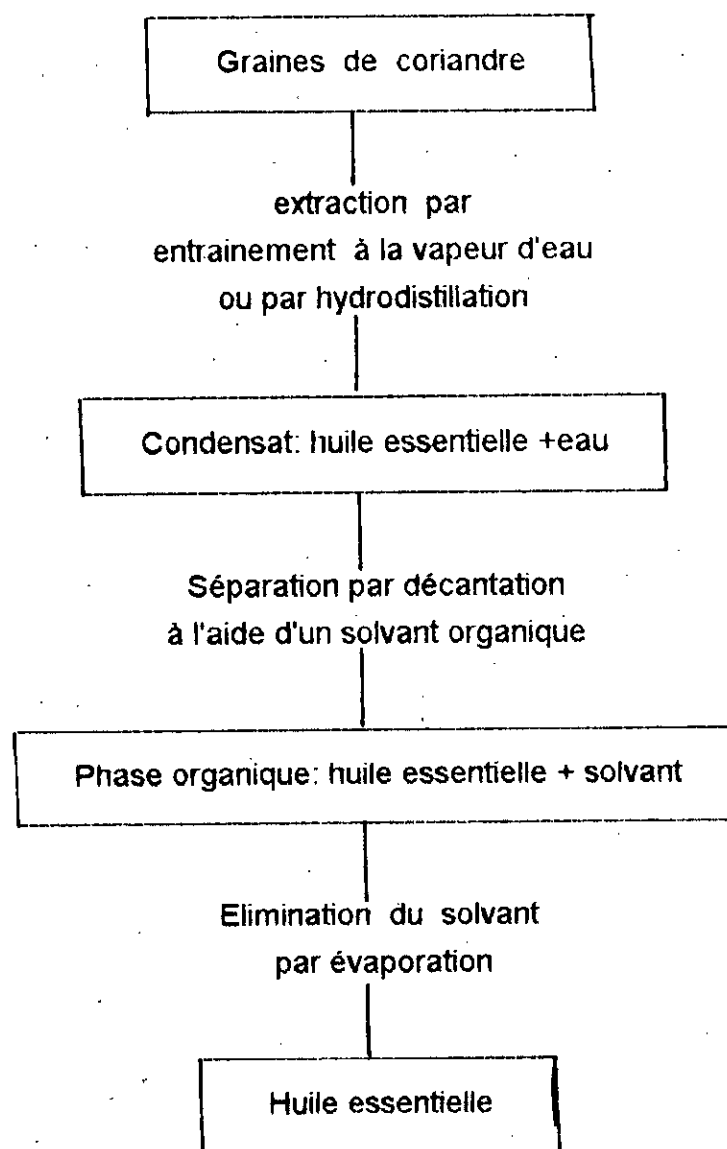 Graines de coriandre
extraction par
entrainement à la vapeur d'eau
ou par hydrodistillation
Condensat: huile essentielle +eau
Séparation par décantation
à l'aide d'un solvant organique
Phase organique: huile essentielle + solvant
Elimination du solvant
par évaporation
Huile essentielle